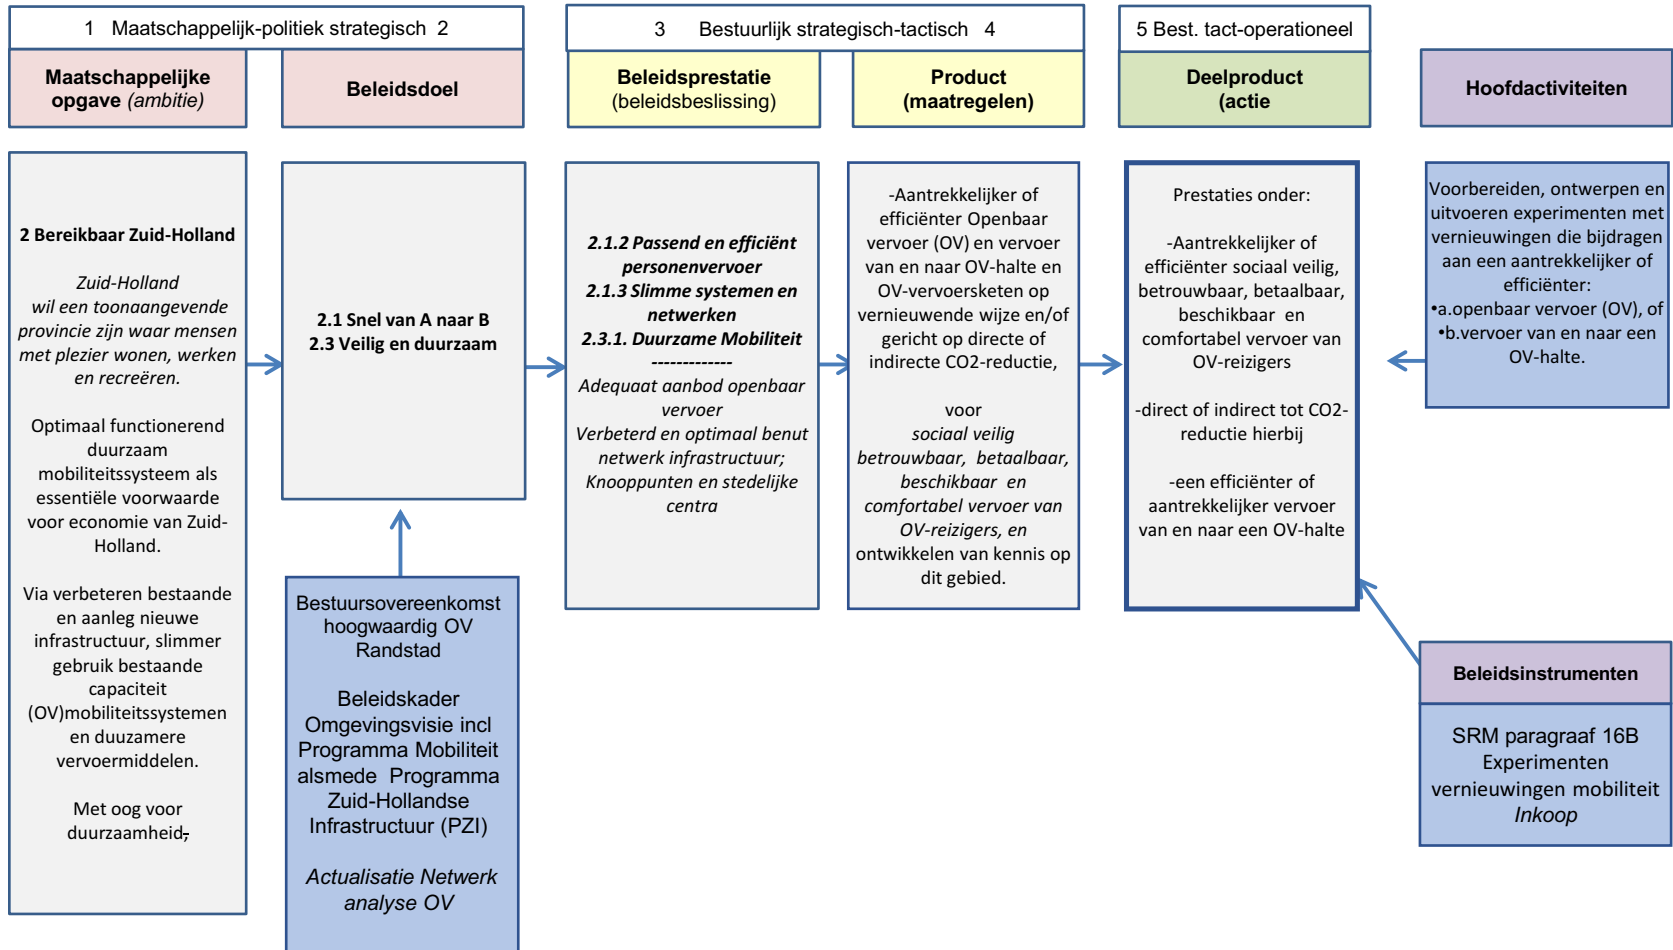 1 Maatschappelijk-politiek strategisch 2
3 Bestuurlijk strategisch-tactisch 4
5 Best. tact-operationeel
Maatschappelijke
opgave (ambitie)
Beleidsdoel
Beleidsprestatie
(beleidsbeslissing)
Product
(maatregelen)
Deelproduct
(actie
Hoofdactiviteiten
2 Bereikbaar Zuid-Holland
Zuid-Holland
wil een toonaangevende
provincie zijn waar mensen
met plezier wonen, werken
en recreëren.
Optimaal functionerend
duurzaam
mobiliteitssysteem als
essentiële voorwaarde
voor economie van Zuid-
Holland.
Via verbeteren bestaande
en aanleg nieuwe
infrastructuur, slimmer
gebruik bestaande
capaciteit
(OV)mobiliteitssystemen
en duuzamere
vervoermiddelen.
Met oog voor
duurzaamheid,
2.1 Snel van A naar B
2.3 Veilig en duurzaam
Bestuursovereenkomst
hoogwaardig OV
Randstad
Beleidskader
Omgevingsvisie incl
Programma Mobiliteit
alsmede Programma
Zuid-Hollandse
Infrastructuur (PZI)
Actualisatie Netwerk
analyse OV
2.1.2 Passend en efficiënt
personenvervoer
2.1.3 Slimme systemen en
netwerken
2.3.1. Duurzame Mobiliteit
-------------
Adequaat aanbod openbaar
vervoer
Verbeterd en optimaal benut
netwerk infrastructuur;
Knooppunten en stedelijke
centra
-Aantrekkelijker of
efficiënter Openbaar
vervoer (OV) en vervoer
van en naar OV-halte en
OV-vervoersketen op
vernieuwende wijze en/of
gericht op directe of
indirecte CO2-reductie,
voor
sociaal veilig
betrouwbaar, betaalbaar,
beschikbaar en
comfortabel vervoer van
OV-reizigers, en
ontwikkelen van kennis op
dit gebied.
Prestaties onder:
-Aantrekkelijker of
efficiënter sociaal veilig,
betrouwbaar, betaalbaar,
beschikbaar en
comfortabel vervoer van
OV-reizigers
-direct of indirect tot CO2-
reductie hierbij
-een efficiënter of
aantrekkelijker vervoer
van en naar een OV-halte
Voorbereiden, ontwerpen en
uitvoeren experimenten met
vernieuwingen die bijdragen
aan een aantrekkelijker of
efficiënter:
•a.openbaar vervoer (OV), of
•b.vervoer van en naar een
OV-halte.
Beleidsinstrumenten
SRM paragraaf 16B
Experimenten
vernieuwingen mobiliteit
Inkoop